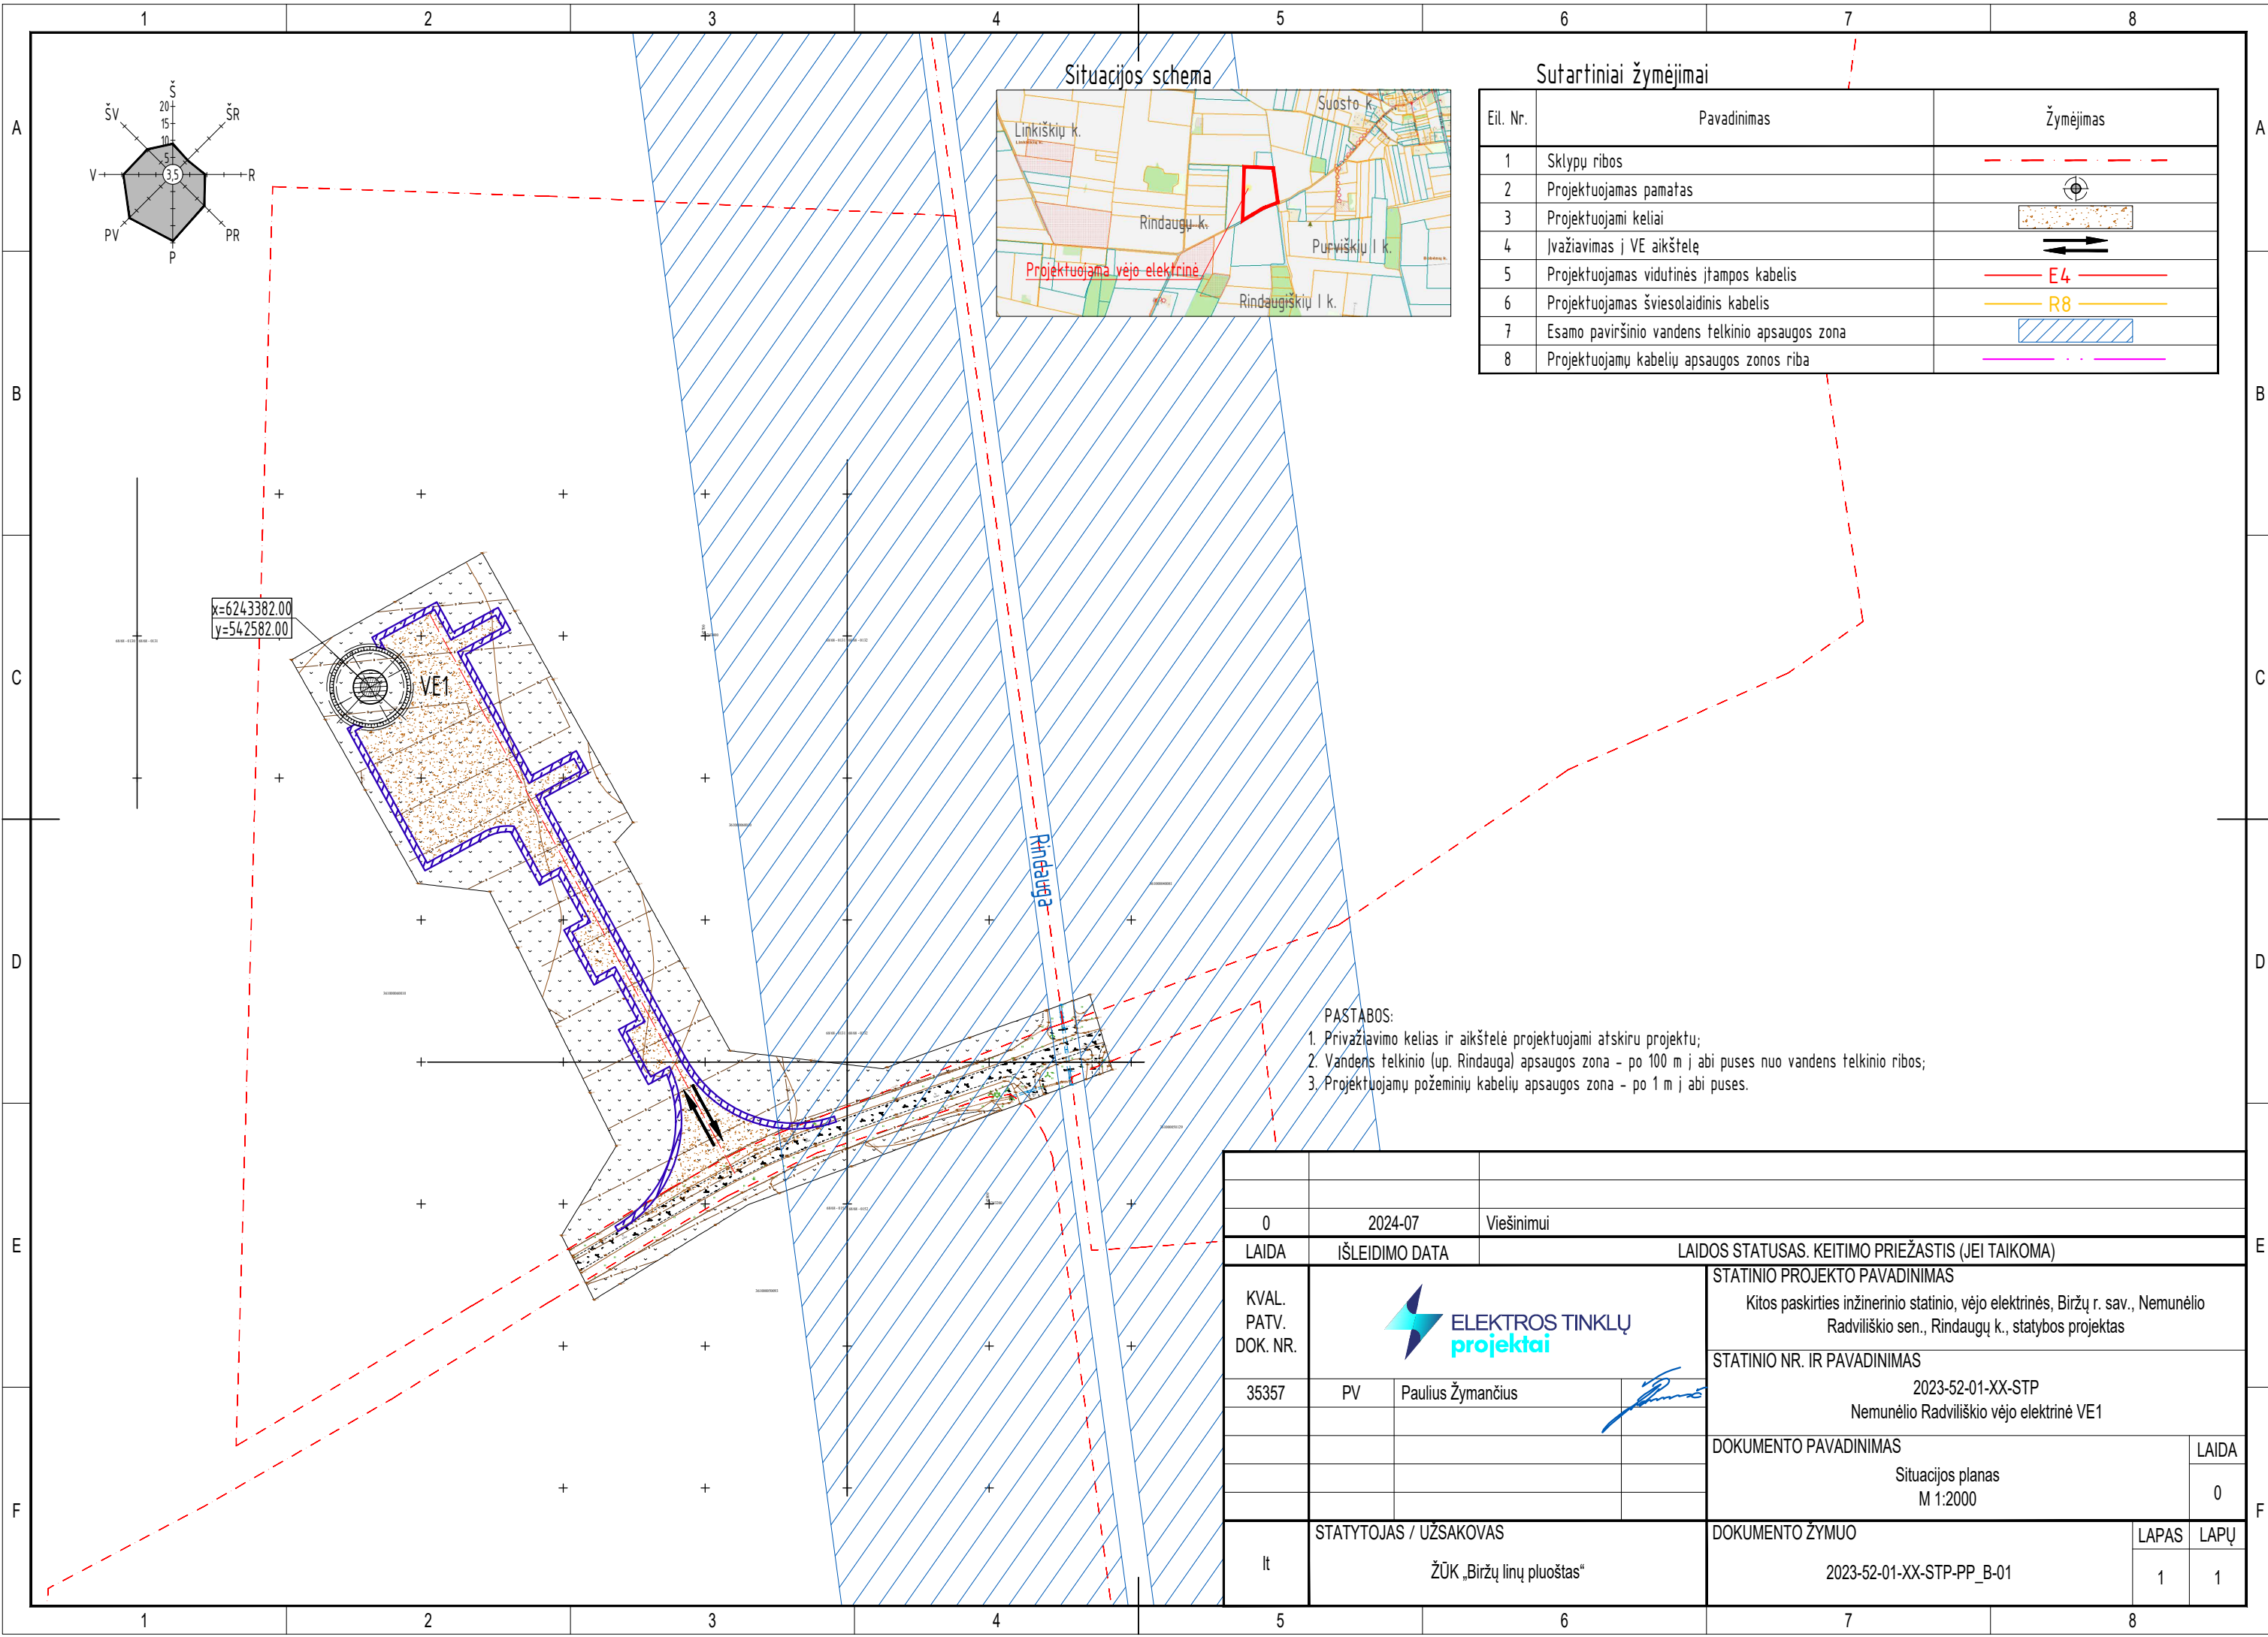 1 2 3 4 5 6 7 8
A
B
C
D
E
F
Š
ŠR
R
PR
P
PV
V
ŠV
20
15
10
5
3,5
Situacijos schema
Suosto k.
Linkiškių k.
Rindaugų k.
Purviškių I k.
Projektuojama vėjo elektrinė
Rindaugiškių I k.
Sutartiniai žymėjimai
Eil. Nr. Pavadinimas Žymėjimas
1 Sklypų ribos
2 Projektuojamas pamatas
3 Projektuojami keliai
4 Įvažiavimas į VE aikštelę
5 Projektuojamas vidutinės įtampos kabelis E4
6 Projektuojamas šviesolaidinis kabelis R8
7 Esamo paviršinio vandens telkinio apsaugos zona
8 Projektuojamų kabelių apsaugos zonos riba
x=6243382.00
y=542582.00
VE1
Rindauga
PASTABOS:
1. Privažiavimo kelias ir aikštelė projektuojami atskiru projektu;
2. Vandens telkinio (up. Rindauga) apsaugos zona - po 100 m į abi puses nuo vandens telkinio ribos;
3. Projektuojamų požeminių kabelių apsaugos zona - po 1 m į abi puses.
0 2024-07 Viešinimui
LAIDA IŠLEIDIMO DATA LAIDOS STATUSAS. KEITIMO PRIEŽASTIS (JEI TAIKOMA)
KVAL.
PATV.
DOK. NR.
ELEKTROS TINKLŲ
projektai
STATINIO PROJEKTO PAVADINIMAS
Kitos paskirties inžinerinio statinio, vėjo elektrinės, Biržų r. sav., Nemunėlio
Radviliškio sen., Rindaugų k., statybos projektas
STATINIO NR. IR PAVADINIMAS
2023-52-01-XX-STP
Nemunėlio Radviliškio vėjo elektrinė VE1
35357 PV Paulius Žymančius
DOKUMENTO PAVADINIMAS LAIDA
Situacijos planas
M 1:2000
0
lt
STATYTOJAS / UŽSAKOVAS
ŽŪK „Biržų linų pluoštas“
DOKUMENTO ŽYMUO LAPAS LAPŲ
2023-52-01-XX-STP-PP_B-01 1 1
1 2 3 4 5 6 7 8
A
B
C
D
E
F